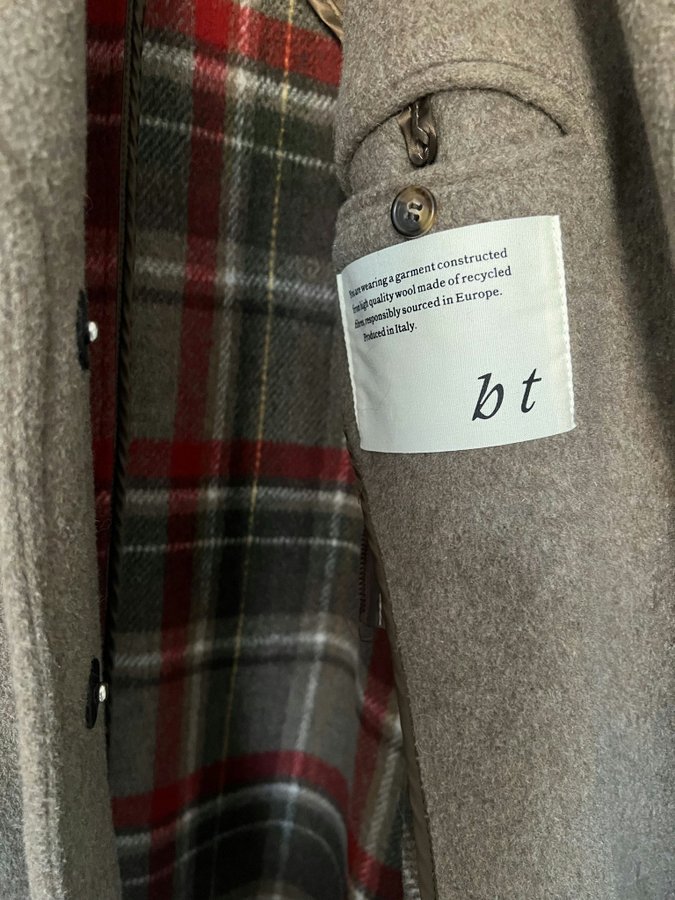 You are wearing a garment constructed
from high quality wool made of recycled
fibres, responsibly sourced in Europe.
Produced in Italy.
b t